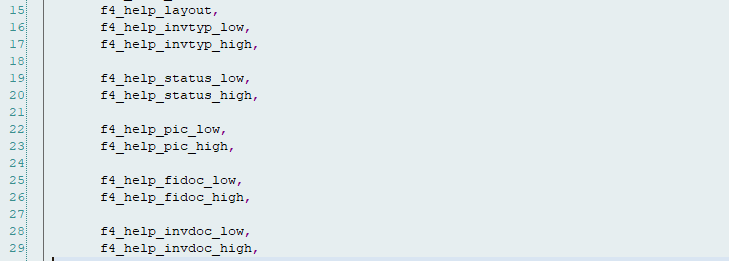 15 f4_help_layout,
16 f4_help_invtyp_low,
17 f4_help_invtyp_high,
18
19 f4_help_status_low,
20 f4_help_status_high,
21
22 f4_help_pic_low,
23 f4_help_pic_high,
24
25 f4_help_fidoc_low,
26 f4_help_fidoc_high,
27
28 f4_help_invdoc_low,
29 f4_help_invdoc_high,